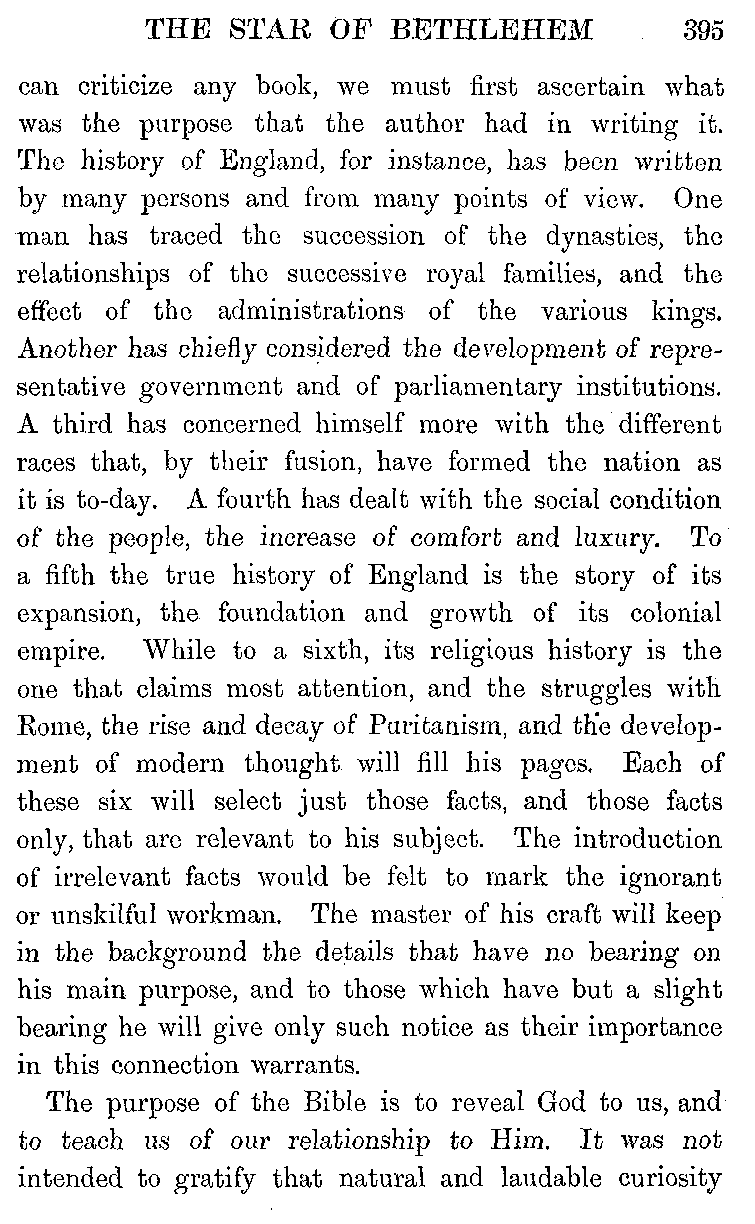 THE STAR OF BETHLEHEM 395
can criticize any book, we must first ascertain what
was the purpose that the author had in writing it.
The history of England, for instance, has been written
by many persons and from many points of view. One
man has traced the succession of the dynasties, the
relationships of the successive royal families, and the
effect of the administrations of the various kings.
Another has chiefly considered the development of repre-
sentative government and of parliamentary institutions.
A third has concerned himself more with the different
races that, by their fusion, have formed the nation as
it is to-day. A fourth has dealt with the social condition
of the people, the increase of comfort and luxury. To
a fifth the true history of England is the story of its
expansion, the foundation and growth of its colonial
empire. While to a sixth, its religious history is the
one that claims most attention, and the struggles with
Rome, the rise and decay of Puritanism, and the develop-
ment of modern thought will fill his pages. Each of
these six will select just those facts, and those facts
only, that are relevant to his subject. The introduction
of irrelevant facts would be felt to mark the ignorant
or unskilful workman. The master of his craft will keep
in the background the details that have no bearing on
his main purpose, and to those which have but a slight
bearing he will give only such notice as their importance
in this connection warrants.
The purpose of the Bible is to reveal God to us, and
to teach us of our relationship to Him. It was not
intended to gratify that natural and laudable curiosity